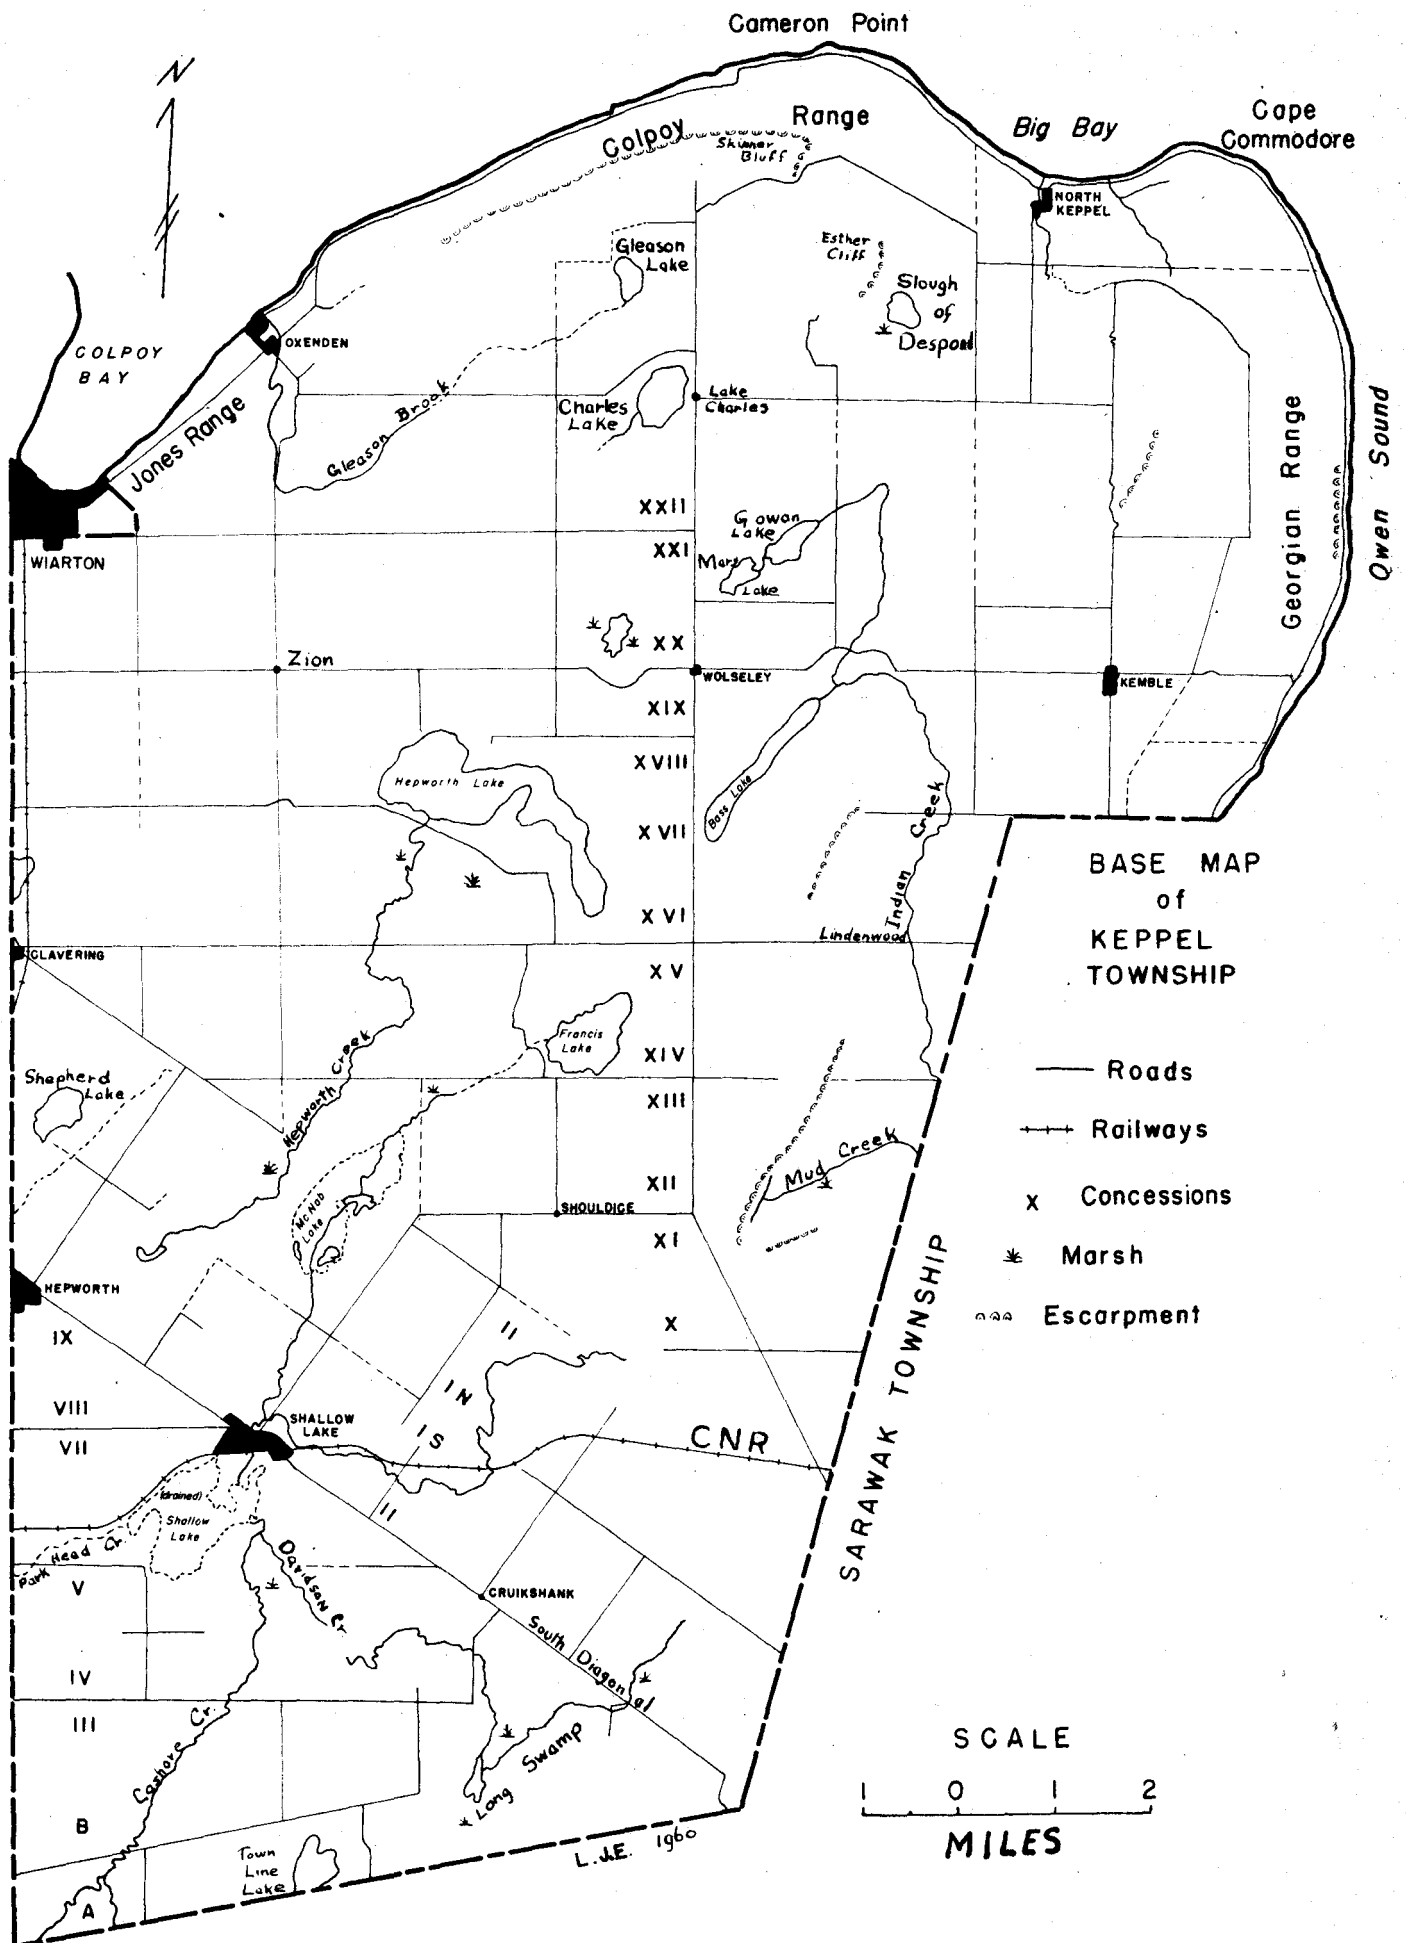 Cameron Point
N
Colpoy Range
Big Bay
Cape
Commodore
Skinner
Bluff
NORTH
KEPPEL
Gleason
Lake
Esther
Cliff
Slough
of
Despond
COLPOY
BAY
OXENDEN
Jones Range
Gleason Brook
Charles
Lake
Lake
Charles
Georgian Range
Owen Sound
XXII
XXI
Gowan
Lake
Mary
Lake
WIARTON
XX
Zion
WOLSELEY
KEMBLE
XIX
XVIII
Hepworth Lake
Bass Lake
XVII
Indian Creek
XVI
Lindenwood
BASE MAP
of
KEPPEL
TOWNSHIP
CLAVERING
XV
Francis
Lake
XIV
Hepworth Creek
Shepherd
Lake
XIII
Roads
Railways
XII
Mud Creek
Concessions
X
McNab
Lake
SHOULDICE
XI
Marsh
HEPWORTH
Escarpment
IX
II
X
SARAWAK TOWNSHIP
IN
IS
VIII
VII
SHALLOW
LAKE
CNR
II
(drained)
Shallow
Lake
Park Head Cr.
Davidson Cr.
V
CRUIKSHANK
South Diagonal
IV
III
Cashore Cr.
Long Swamp
SCALE
1 0 1 2
MILES
B
Town
Line
Lake
L.J.E. 1960
A